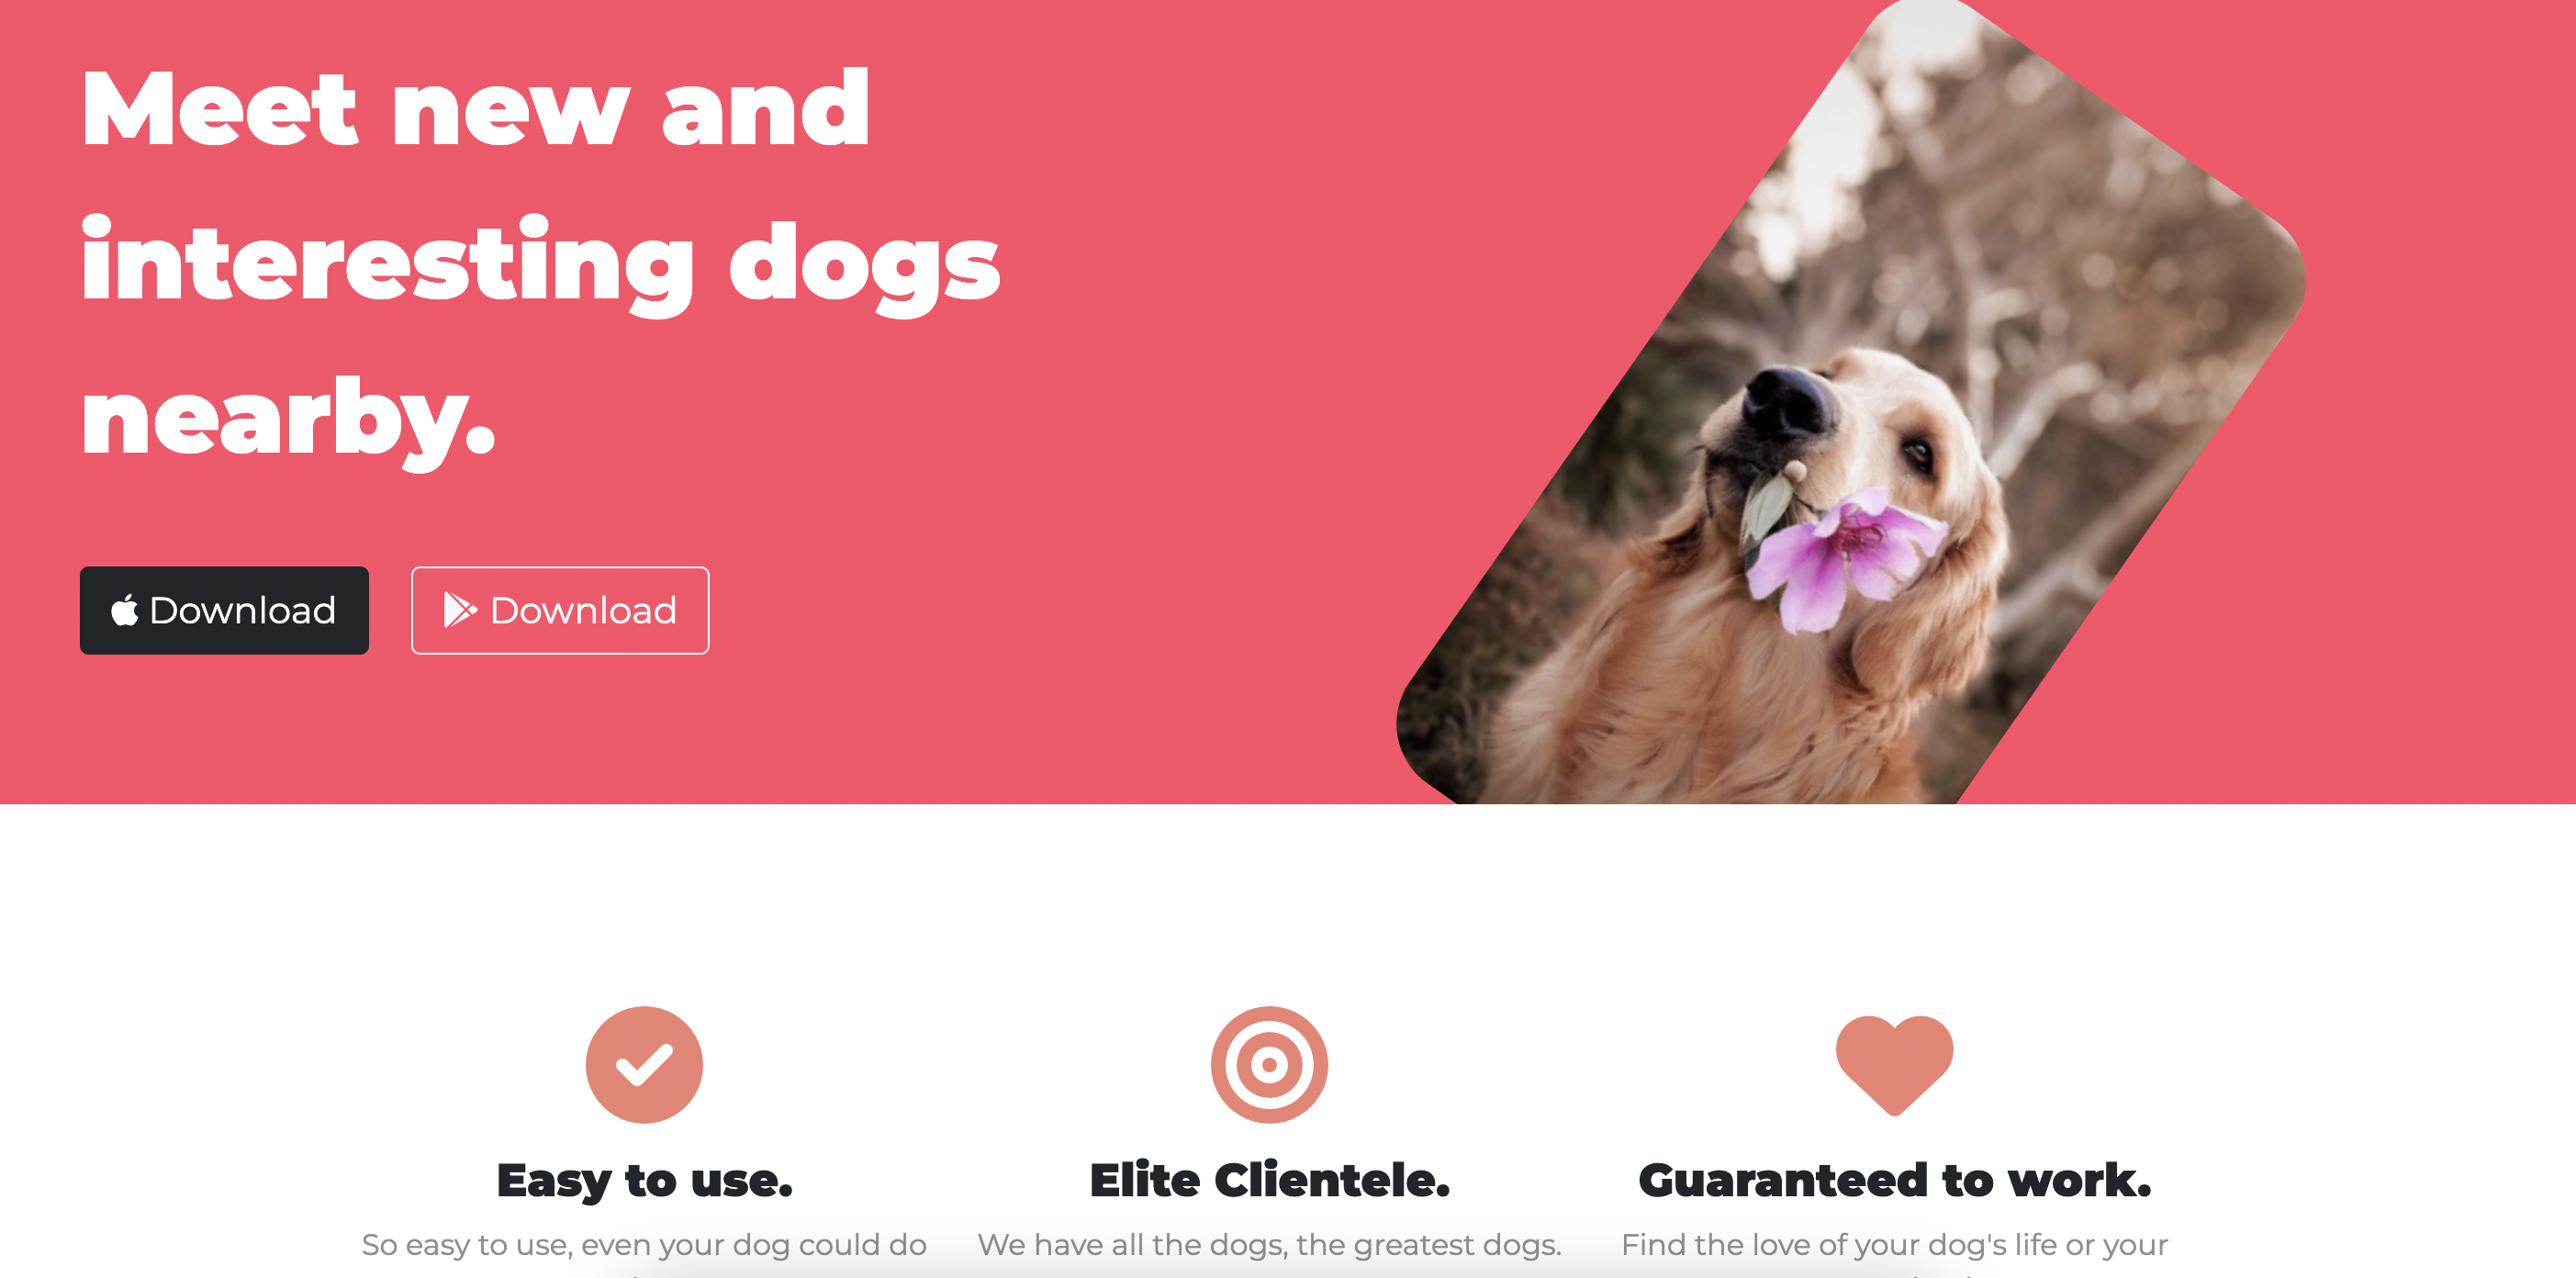 Meet new and
interesting dogs
nearby.
Download Download
Easy to use. Elite Clientele. Guaranteed to work.
So easy to use, even your dog could do We have all the dogs, the greatest dogs. Find the love of your dog's life or your